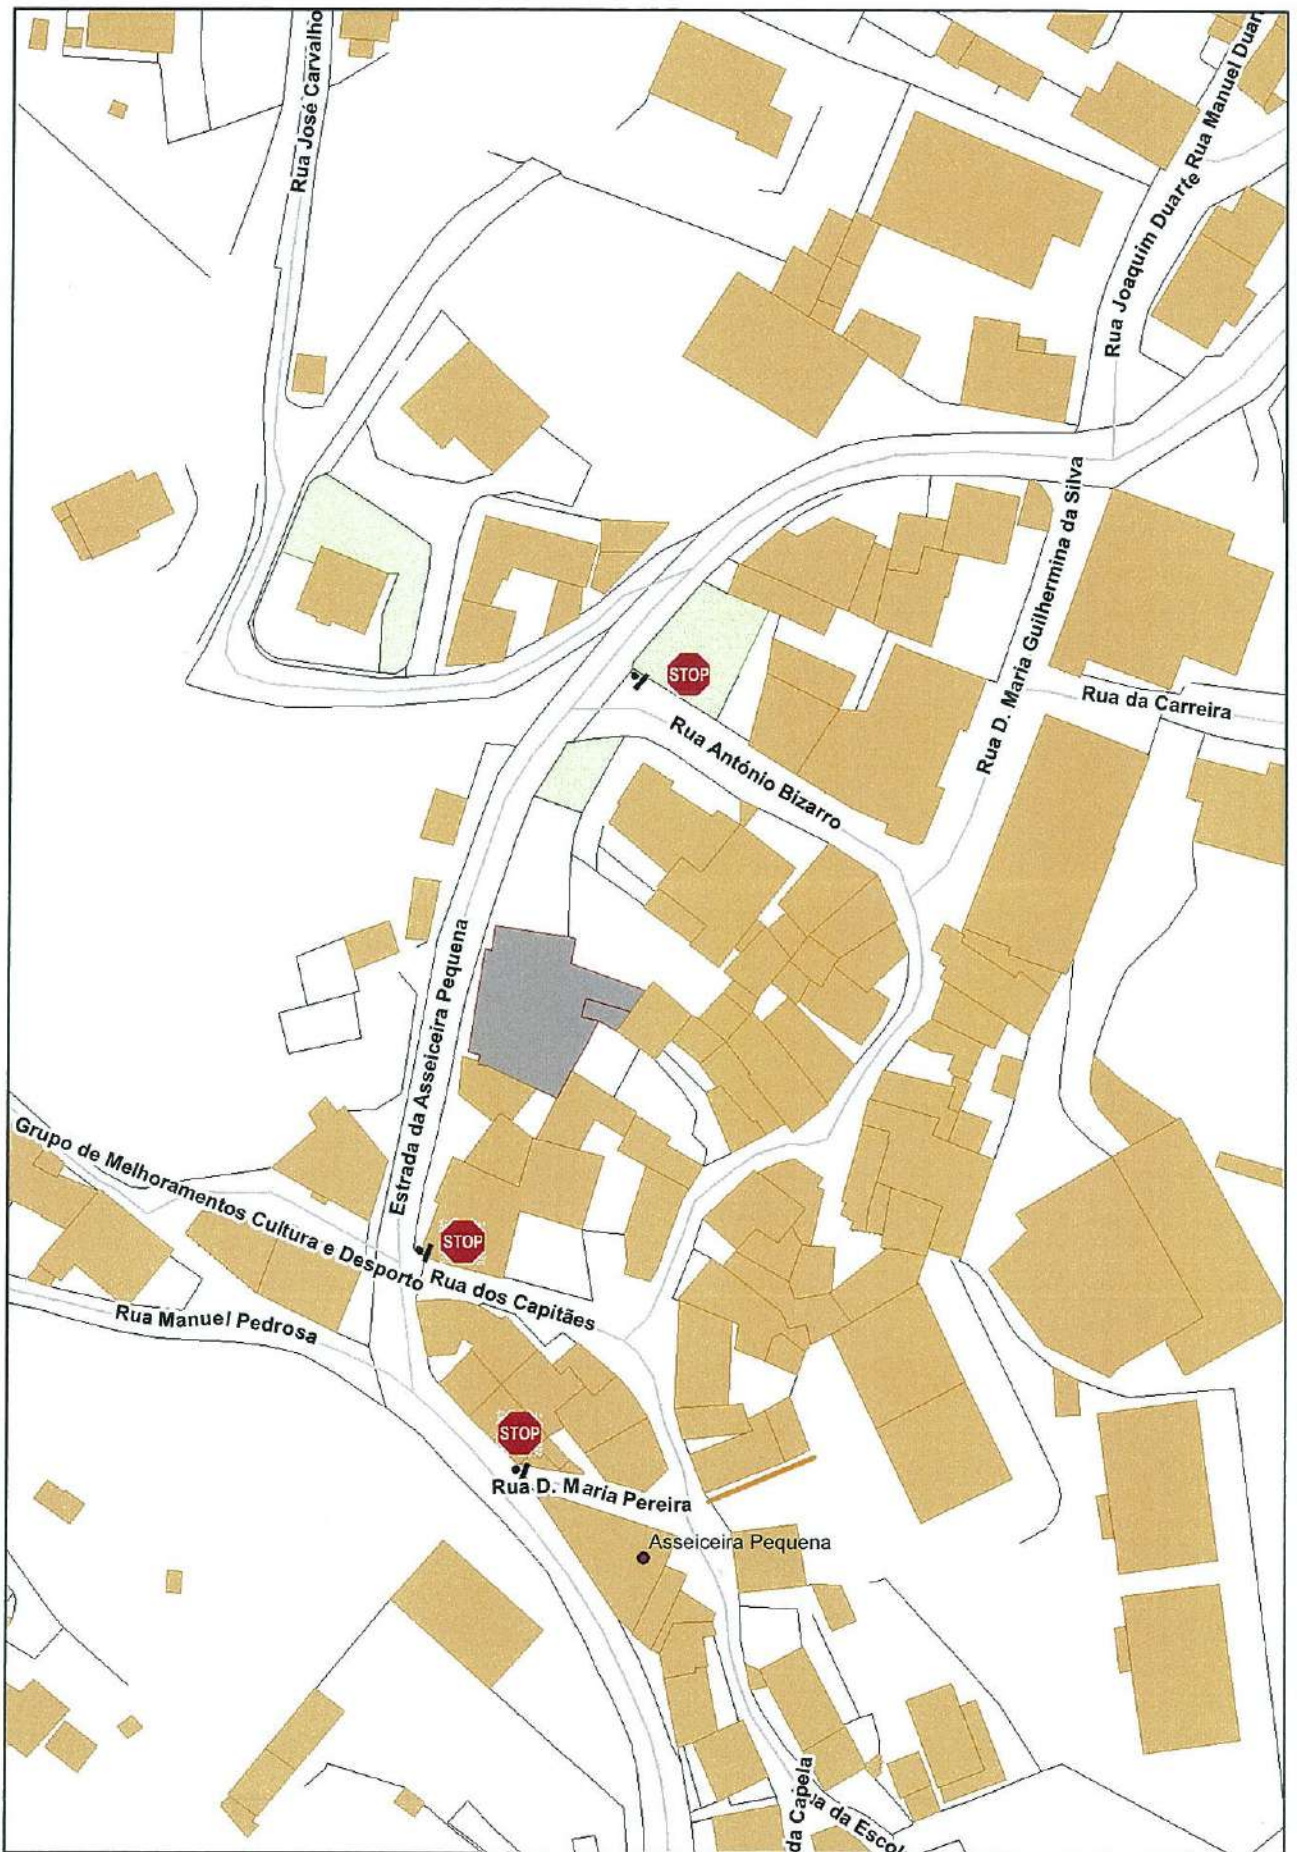 Rua José Carvalho
Rua Manuel Duar
Rua Joaquim Duarte
Rua D. Maria Guilhermina da Silva
STOP
Rua da Carreira
Rua António Bizarro
Estrada da Asseiceira Pequena
Grupo de Melhoramentos Cultura e Desporto
STOP
Rua dos Capitães
Rua Manuel Pedrosa
STOP
Rua D. Maria Pereira
Asseiceira Pequena
da Capela
ua da Escol